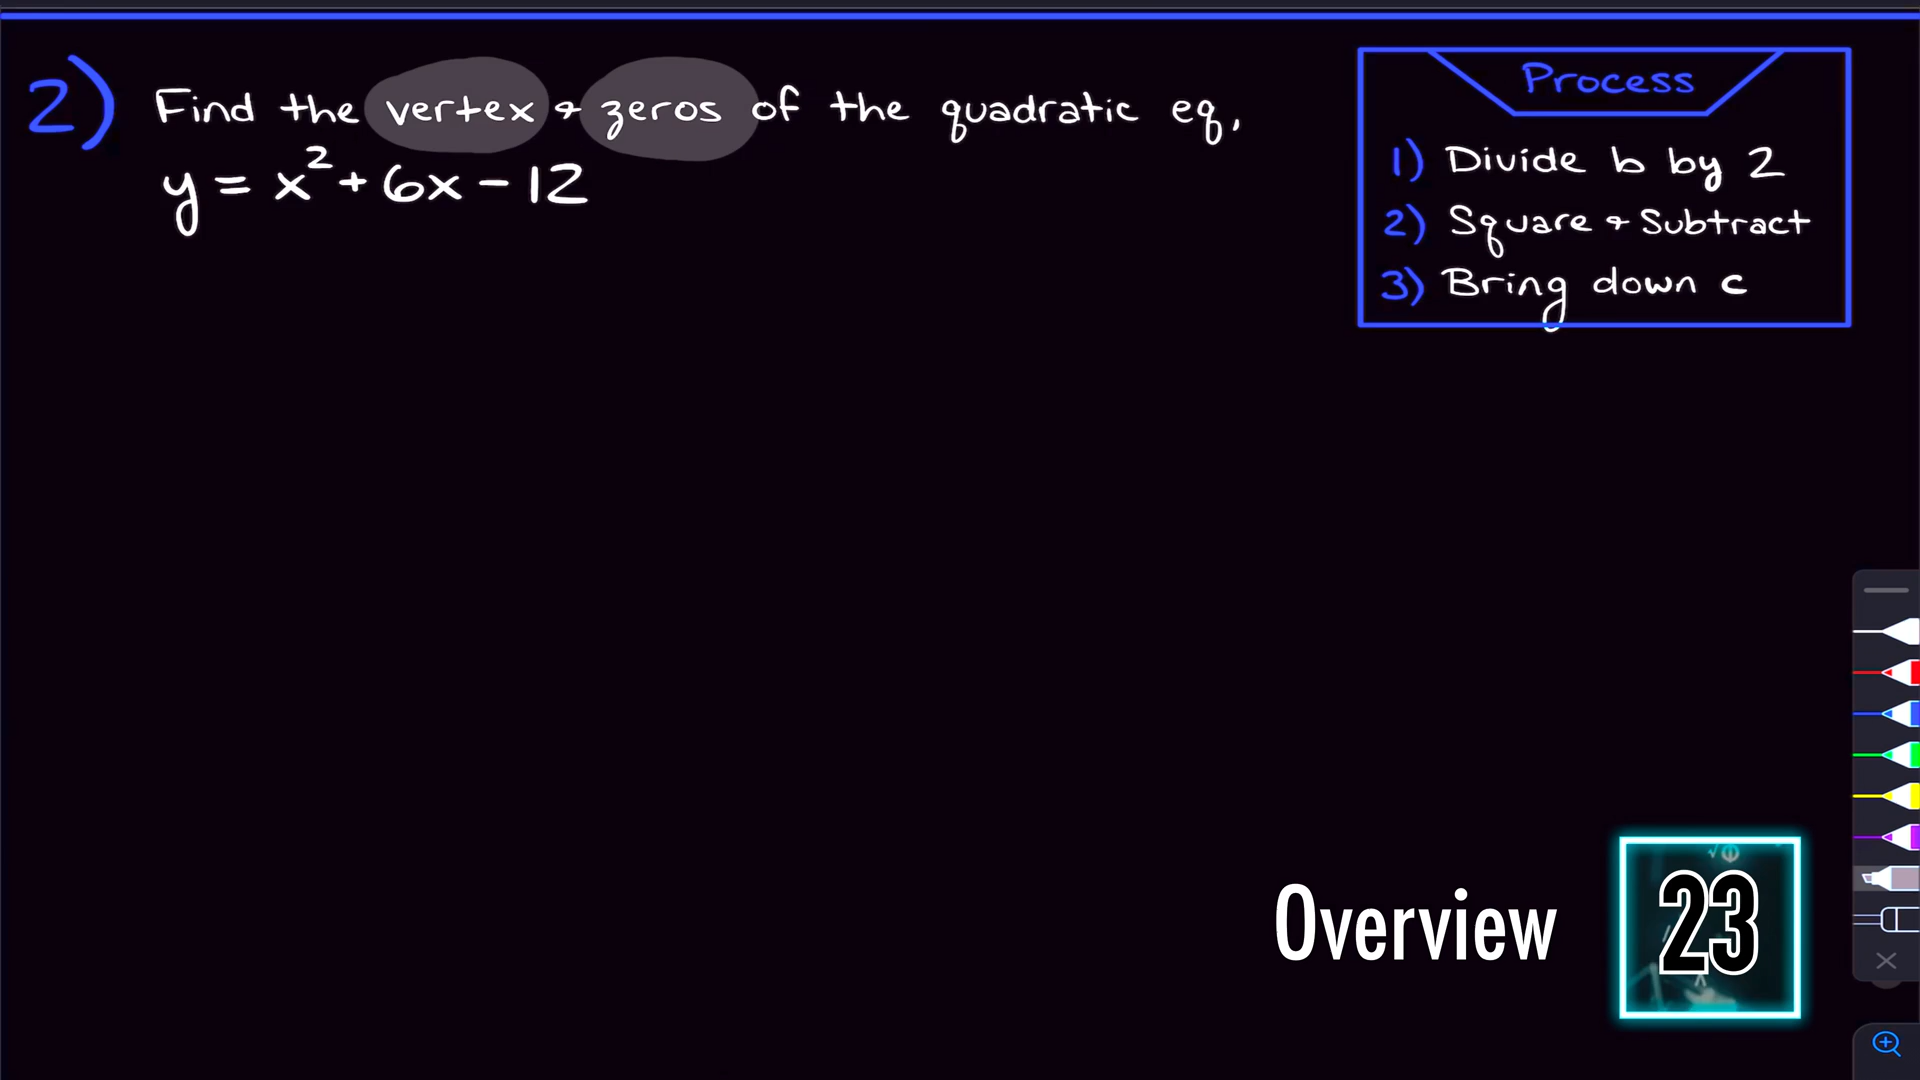 2) Find the vertex & zeros of the quadratic eq.
y = x² + 6x - 12
Process
1) Divide b by 2
2) Square & Subtract
3) Bring down c
Overview 23